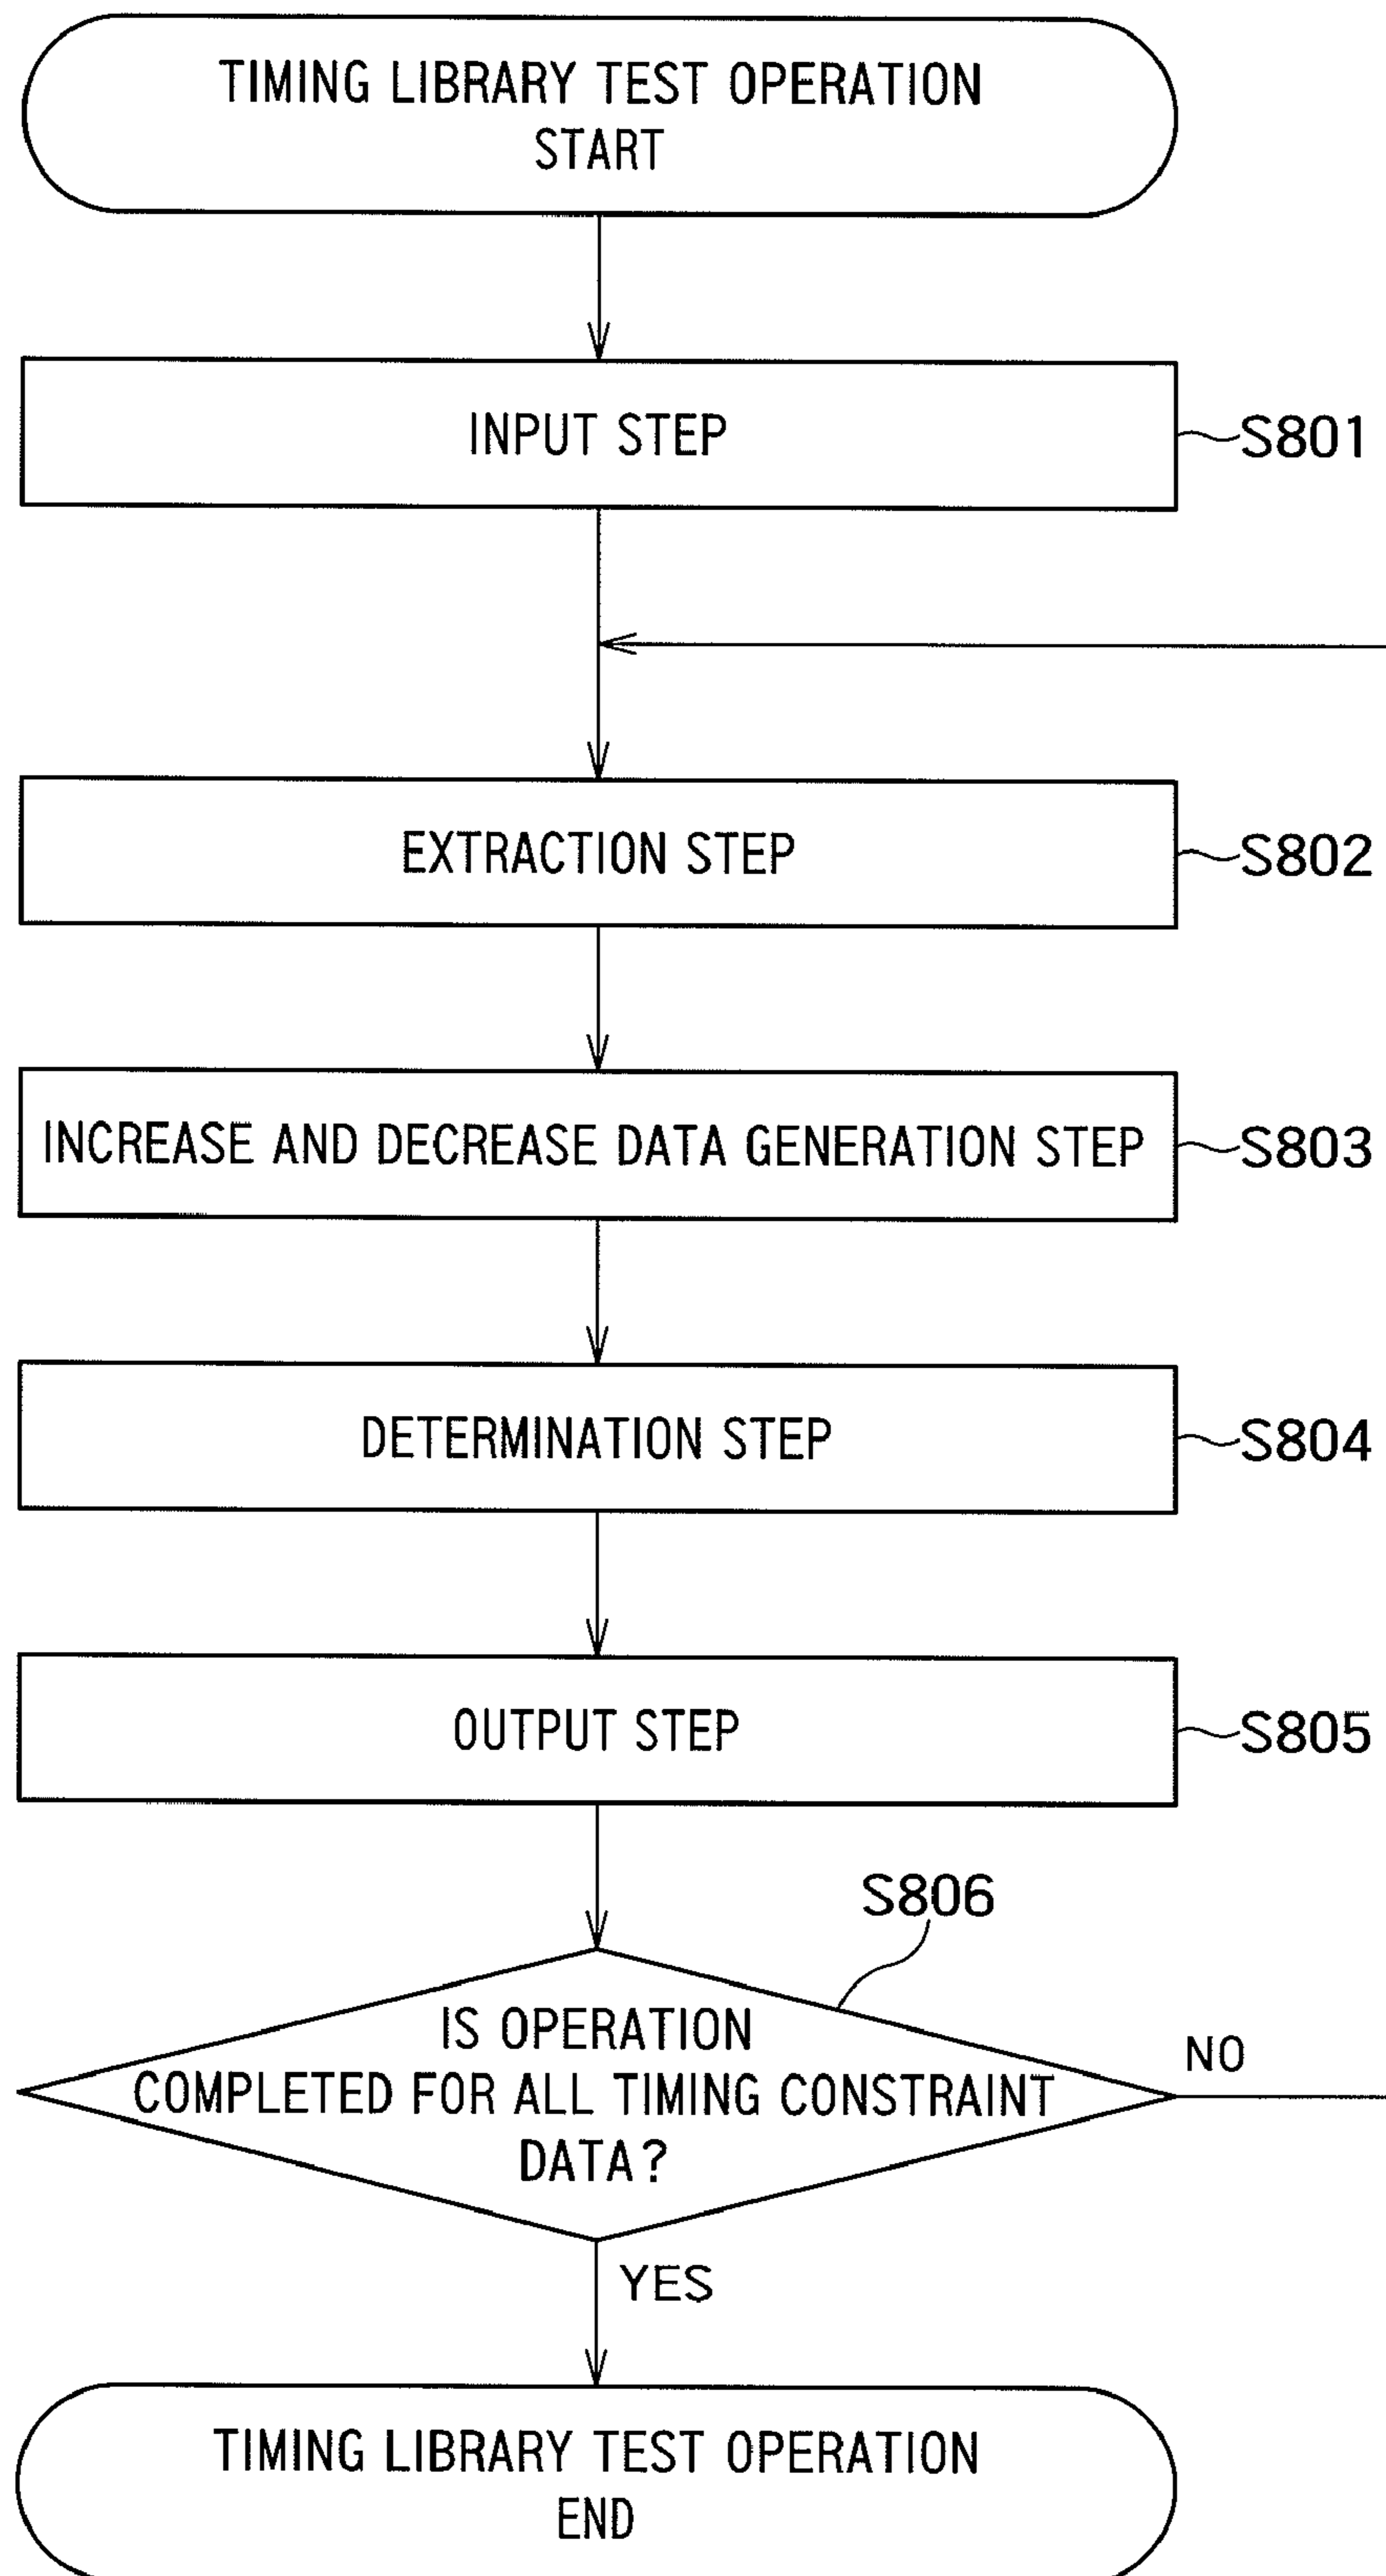 TIMING LIBRARY TEST OPERATION
START
INPUT STEP
S801
EXTRACTION STEP
S802
INCREASE AND DECREASE DATA GENERATION STEP
S803
DETERMINATION STEP
S804
OUTPUT STEP
S805
S806
IS OPERATION
COMPLETED FOR ALL TIMING CONSTRAINT
DATA?
NO
YES
TIMING LIBRARY TEST OPERATION
END